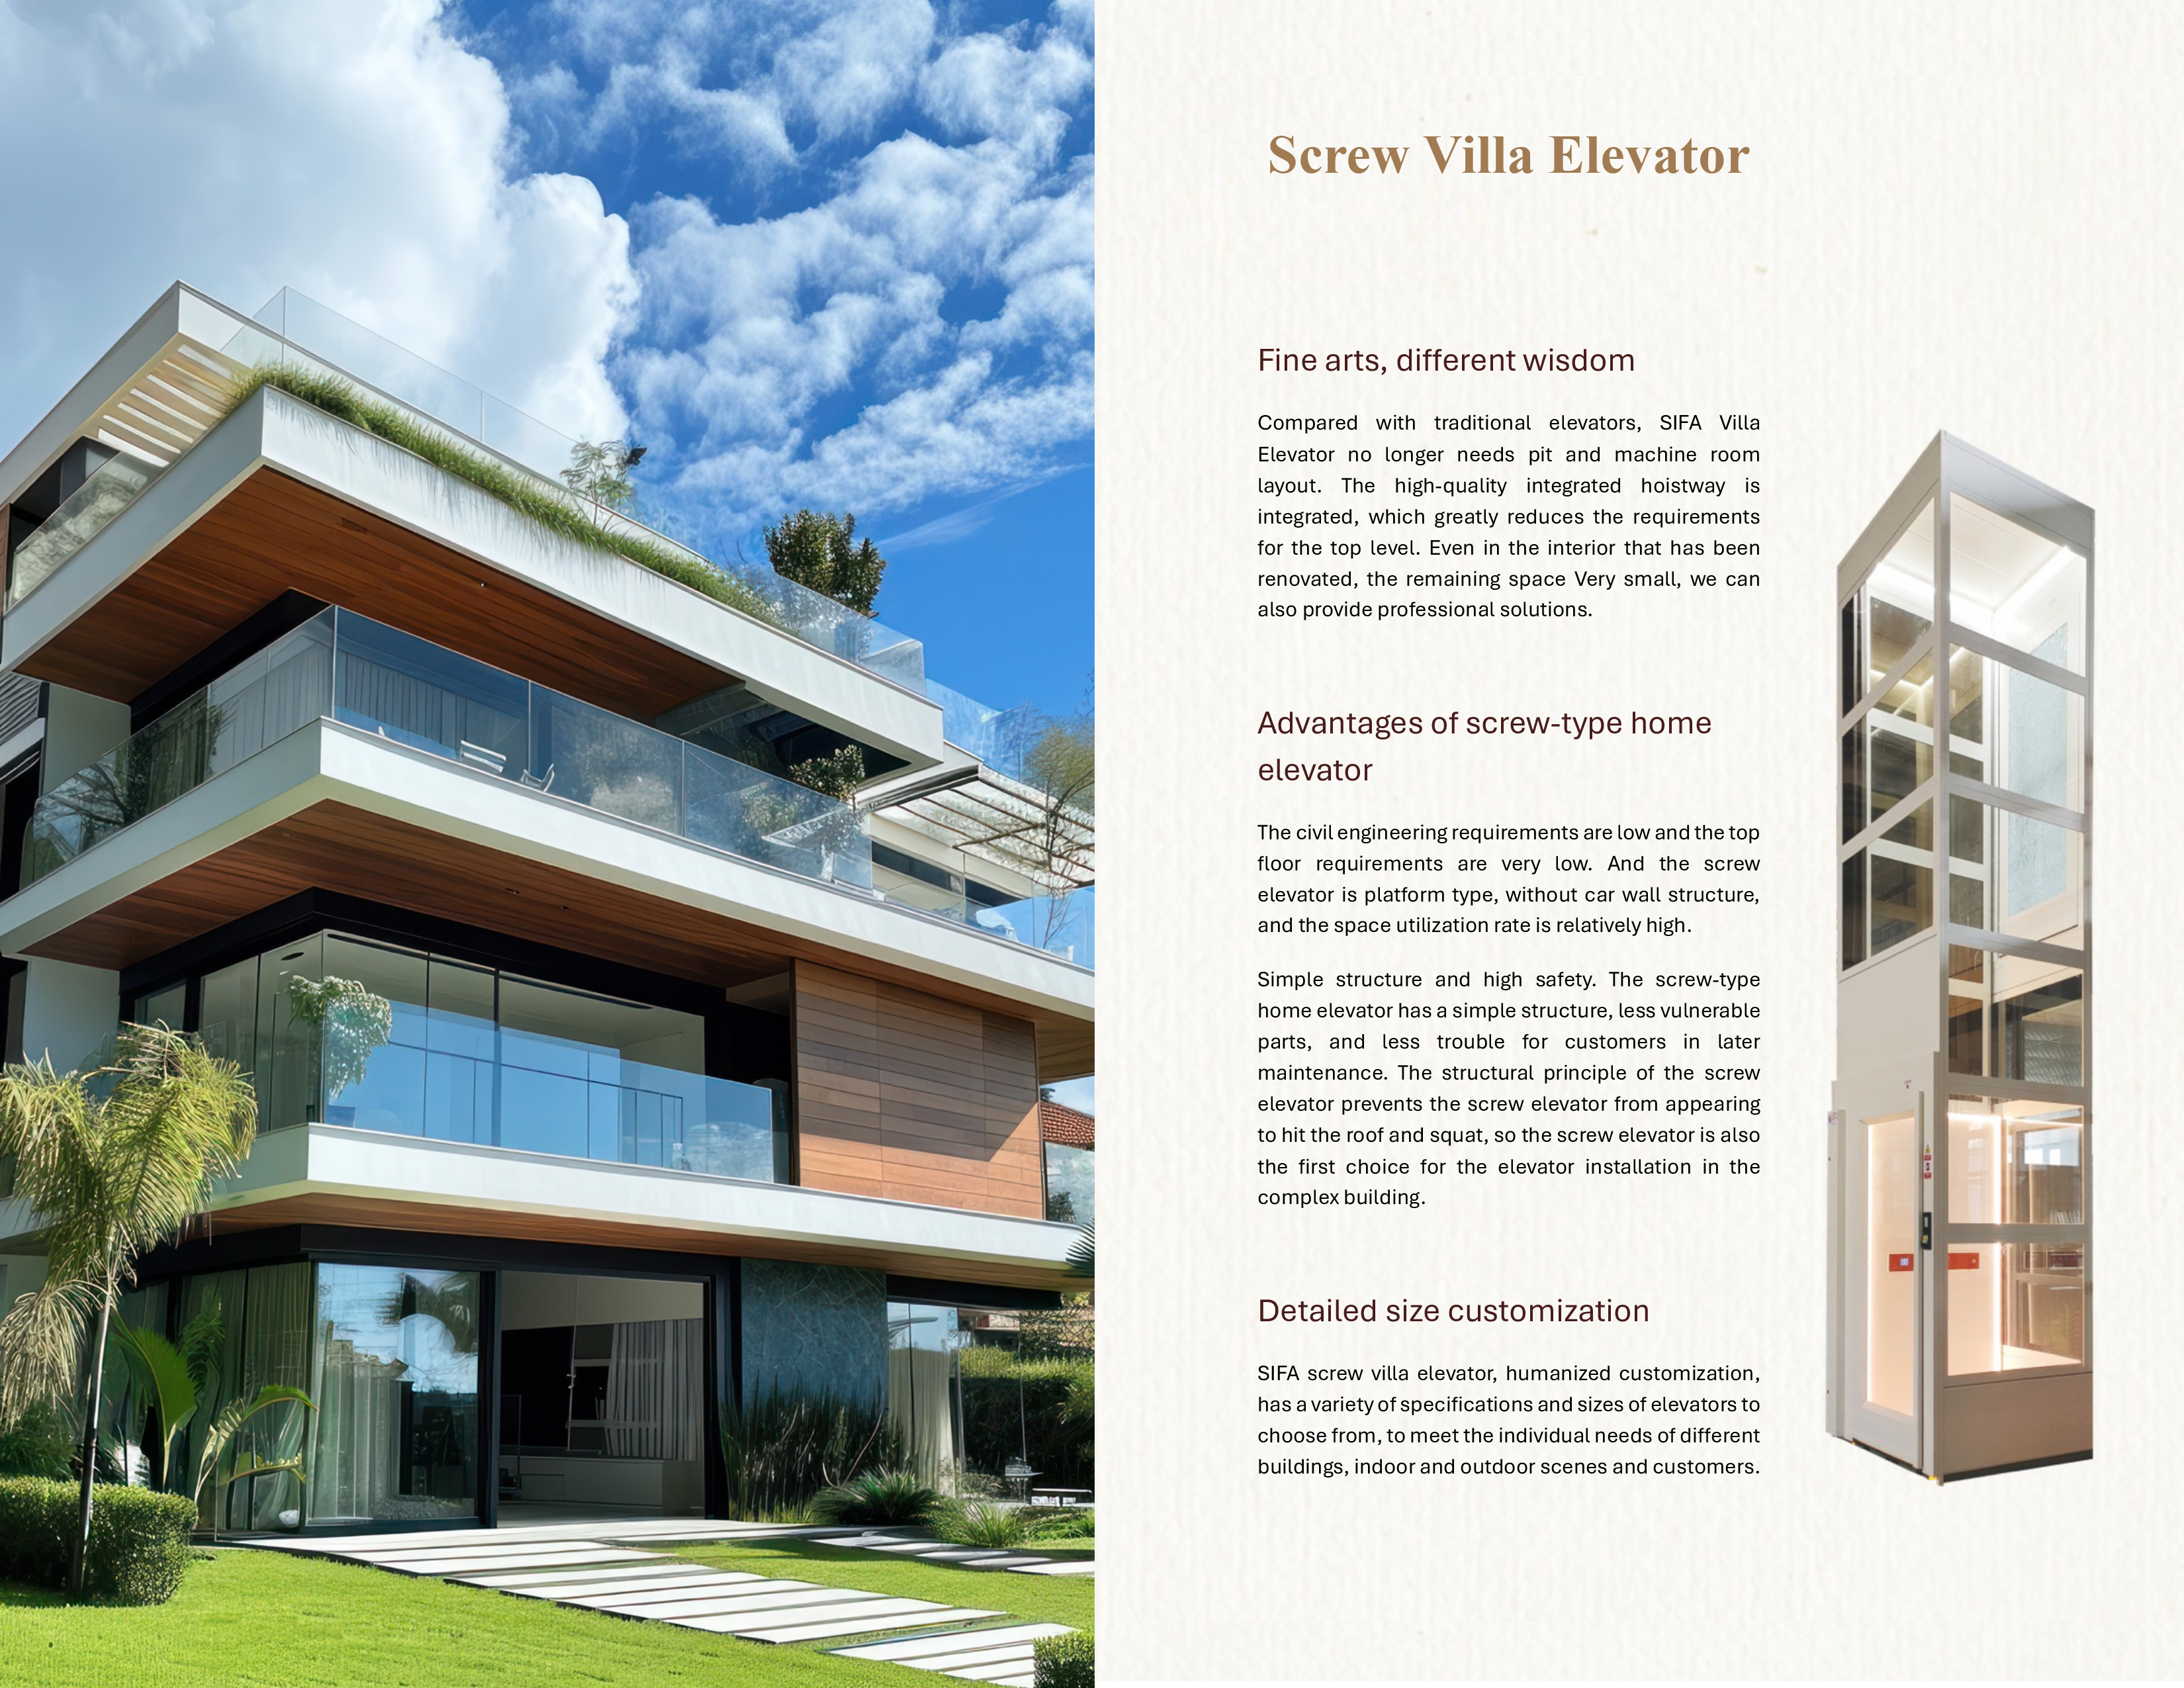 Screw Villa Elevator
Fine arts, different wisdom
Compared with traditional elevators, SIFA Villa
Elevator no longer needs pit and machine room
layout. The high-quality integrated hoistway is
integrated, which greatly reduces the requirements
for the top level. Even in the interior that has been
renovated, the remaining space Very small, we can
also provide professional solutions.
Advantages of screw-type home
elevator
The civil engineering requirements are low and the top
floor requirements are very low. And the screw
elevator is platform type, without car wall structure,
and the space utilization rate is relatively high.
Simple structure and high safety. The screw-type
home elevator has a simple structure, less vulnerable
parts, and less trouble for customers in later
maintenance. The structural principle of the screw
elevator prevents the screw elevator from appearing
to hit the roof and squat, so the screw elevator is also
the first choice for the elevator installation in the
complex building.
Detailed size customization
SIFA screw villa elevator, humanized customization,
has a variety of specifications and sizes of elevators to
choose from, to meet the individual needs of different
buildings, indoor and outdoor scenes and customers.